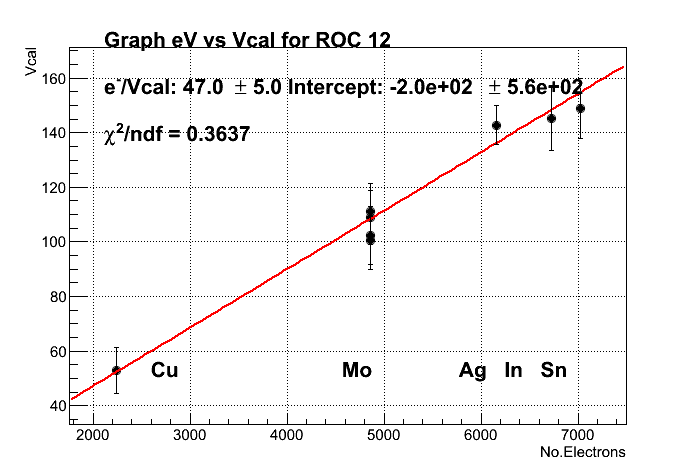 Graph eV vs Vcal for ROC 12
Vcal
e⁻/Vcal: 47.0 ± 5.0 Intercept: -2.0e+02 ± 5.6e+02
χ²/ndf = 0.3637
160
140
120
100
80
60
40
Cu Mo Ag In Sn
2000 3000 4000 5000 6000 7000
No.Electrons